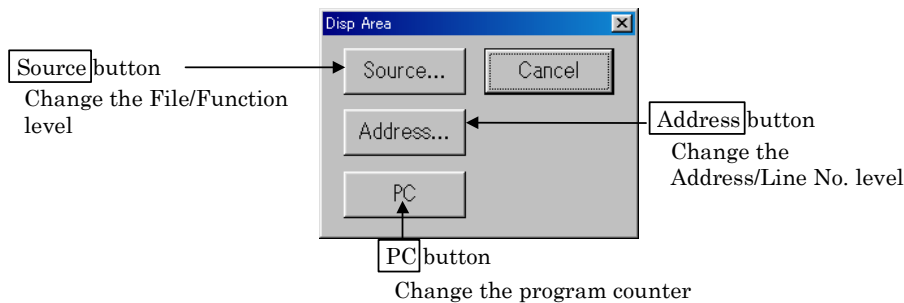 Disp Area
Source button
Change the File/Function
level
Source...
Cancel
Address...
Address button
Change the
Address/Line No. level
PC
PC button
Change the program counter